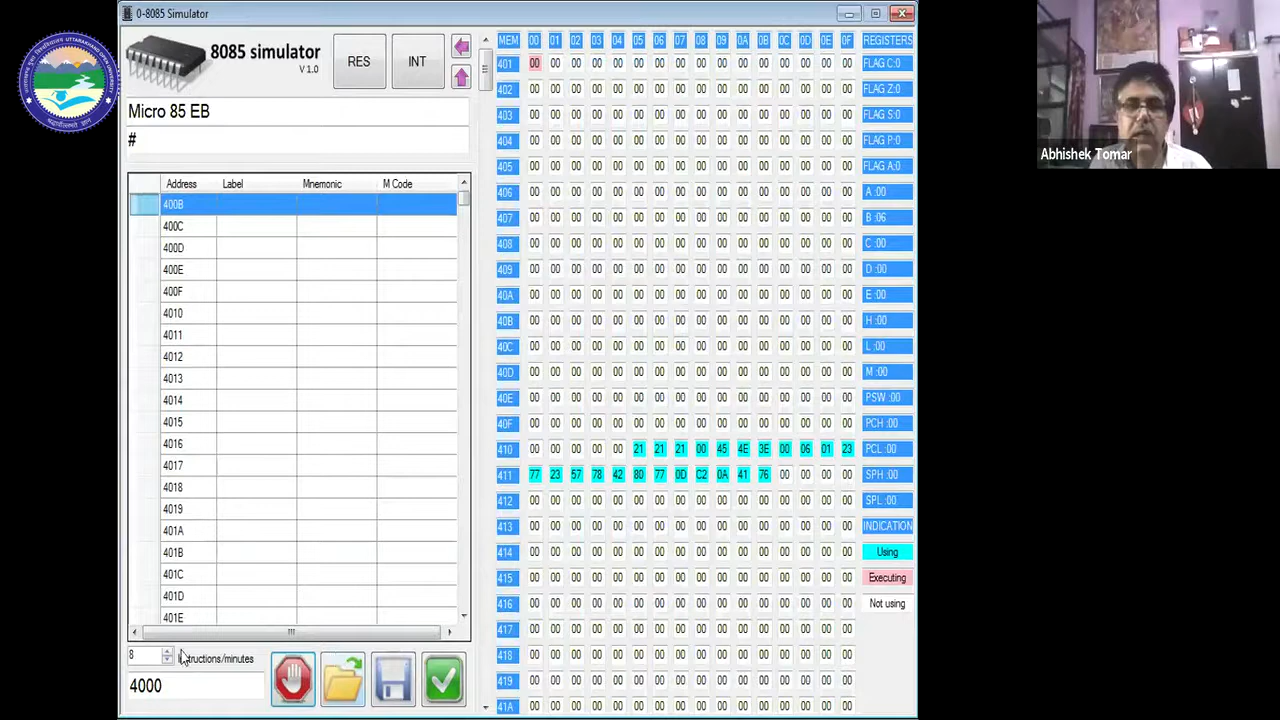 0-8085 Simulator
8085 simulator
V 1.0
RES
INT
Micro 85 EB
#
Address Label Mnemonic M Code
400B
400C
400D
400E
400F
4010
4011
4012
4013
4014
4015
4016
4017
4018
4019
401A
401B
401C
401D
401E
8
4000
MEM 00 01 02 03 04 05 06 07 08 09 0A 0B 0C 0D 0E 0F
401 00 00 00 00 00 00 00 00 00 00 00 00 00 00 00 00
402 00 00 00 00 00 00 00 00 00 00 00 00 00 00 00 00
403 00 00 00 00 00 00 00 00 00 00 00 00 00 00 00 00
404 00 00 00 00 00 00 00 00 00 00 00 00 00 00 00 00
405 00 00 00 00 00 00 00 00 00 00 00 00 00 00 00 00
406 00 00 00 00 00 00 00 00 00 00 00 00 00 00 00 00
407 00 00 00 00 00 00 00 00 00 00 00 00 00 00 00 00
408 00 00 00 00 00 00 00 00 00 00 00 00 00 00 00 00
409 00 00 00 00 00 00 00 00 00 00 00 00 00 00 00 00
40A 00 00 00 00 00 00 00 00 00 00 00 00 00 00 00 00
40B 00 00 00 00 00 00 00 00 00 00 00 00 00 00 00 00
40C 00 00 00 00 00 00 00 00 00 00 00 00 00 00 00 00
40D 00 00 00 00 00 00 00 00 00 00 00 00 00 00 00 00
40E 00 00 00 00 00 00 00 00 00 00 00 00 00 00 00 00
40F 00 00 00 00 00 00 00 00 00 00 00 00 00 00 00 00
410 00 00 00 00 00 21 21 21 00 45 4E 3E 00 06 01 23
411 77 23 57 78 42 80 77 0D C2 0A 41 76 00 00 00 00
412 00 00 00 00 00 00 00 00 00 00 00 00 00 00 00 00
413 00 00 00 00 00 00 00 00 00 00 00 00 00 00 00 00
414 00 00 00 00 00 00 00 00 00 00 00 00 00 00 00 00
415 00 00 00 00 00 00 00 00 00 00 00 00 00 00 00 00
416 00 00 00 00 00 00 00 00 00 00 00 00 00 00 00 00
417 00 00 00 00 00 00 00 00 00 00 00 00 00 00 00 00
418 00 00 00 00 00 00 00 00 00 00 00 00 00 00 00 00
419 00 00 00 00 00 00 00 00 00 00 00 00 00 00 00 00
41A 00 00 00 00 00 00 00 00 00 00 00 00 00 00 00 00
REGISTERS
FLAG C:0
FLAG Z:0
FLAG S:0
FLAG P:0
FLAG A:0
A :00
B :06
C :00
D :00
E :00
H :00
L :00
M :00
PSW :00
PCH :00
PCL :00
SPH :00
SPL :00
INDICATION
Using
Executing
Not using
Abhishek Tomar